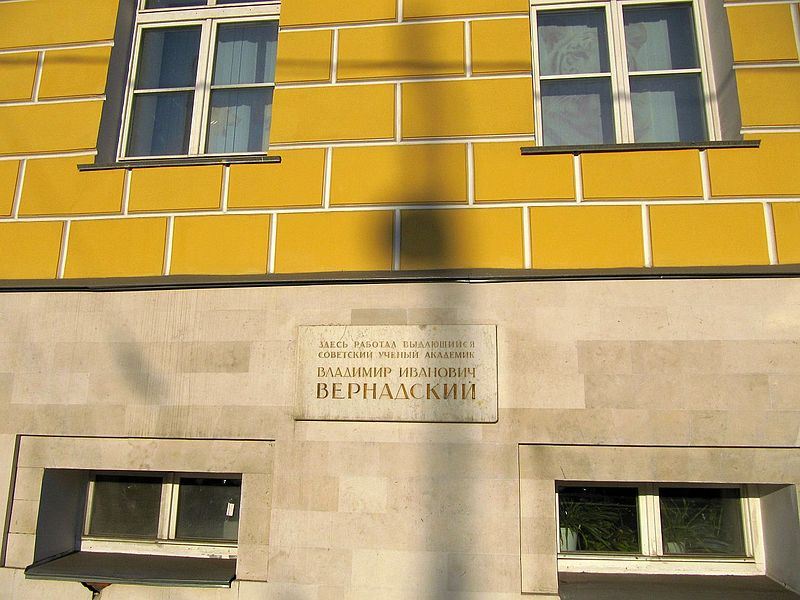 ЗДЕСЬ РАБОТАЛ ВЫДАЮЩИЙСЯ
СОВЕТСКИЙ УЧЕНЫЙ АКАДЕМИК
ВЛАДИМИР ИВАНОВИЧ
ВЕРНАДСКИЙ